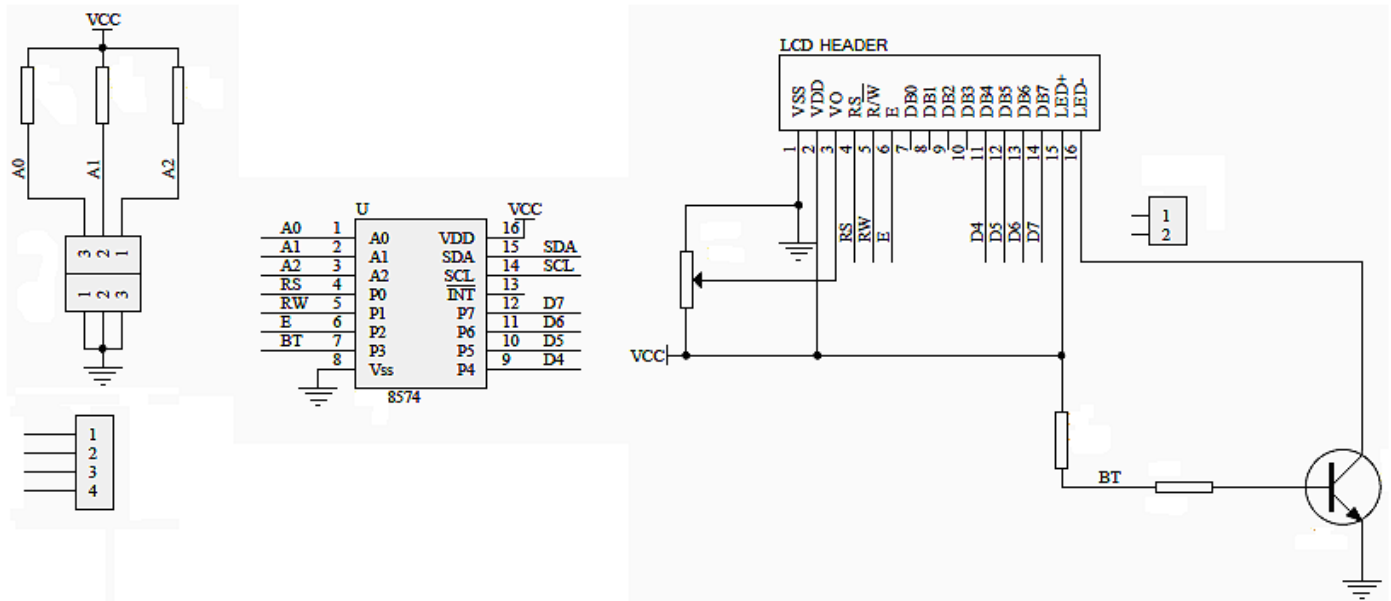 VCC
A0
A1
A2
3 2 1
1 2 3
1
2
3
4
U
VCC
A0 1 A0 VDD 16
A1 2 A1 SDA 15 SDA
A2 3 A2 SCL 14 SCL
RS 4 P0 INT 13
RW 5 P1 P7 12 D7
E 6 P2 P6 11 D6
BT 7 P3 P5 10 D5
8 Vss P4 9 D4
8574
LCD HEADER
VSS VDD VO RS R/W E DB0 DB1 DB2 DB3 DB4 DB5 DB6 DB7 LED+ LED-
1 2 3 4 5 6 7 8 9 10 11 12 13 14 15 16
RS RW E D4 D5 D6 D7
1
2
VCC
BT